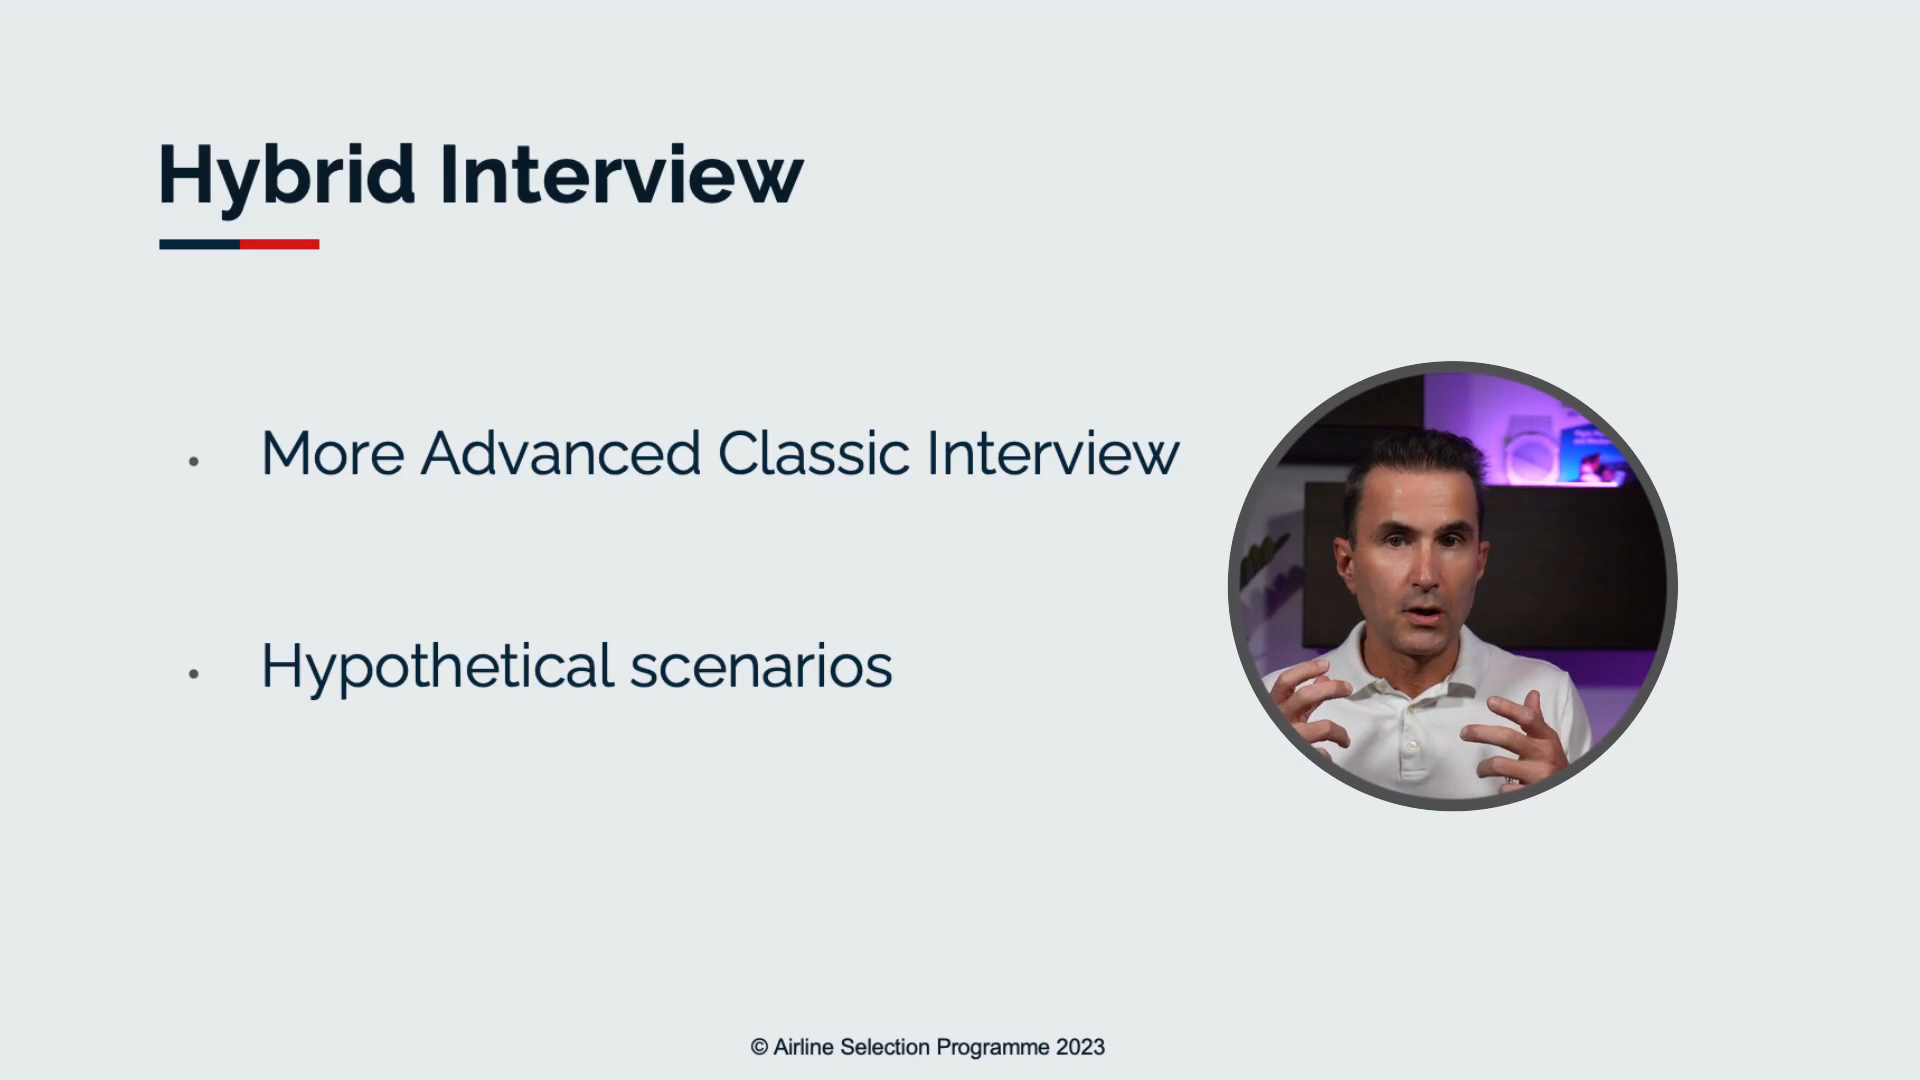 Hybrid Interview
• More Advanced Classic Interview
• Hypothetical scenarios
© Airline Selection Programme 2023